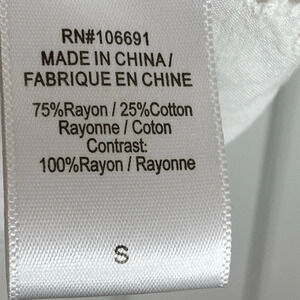 RN#106691
MADE IN CHINA/
FABRIQUE EN CHINE
75%Rayon / 25%Cotton
Rayonne / Coton
Contrast:
100%Rayon / Rayonne
S